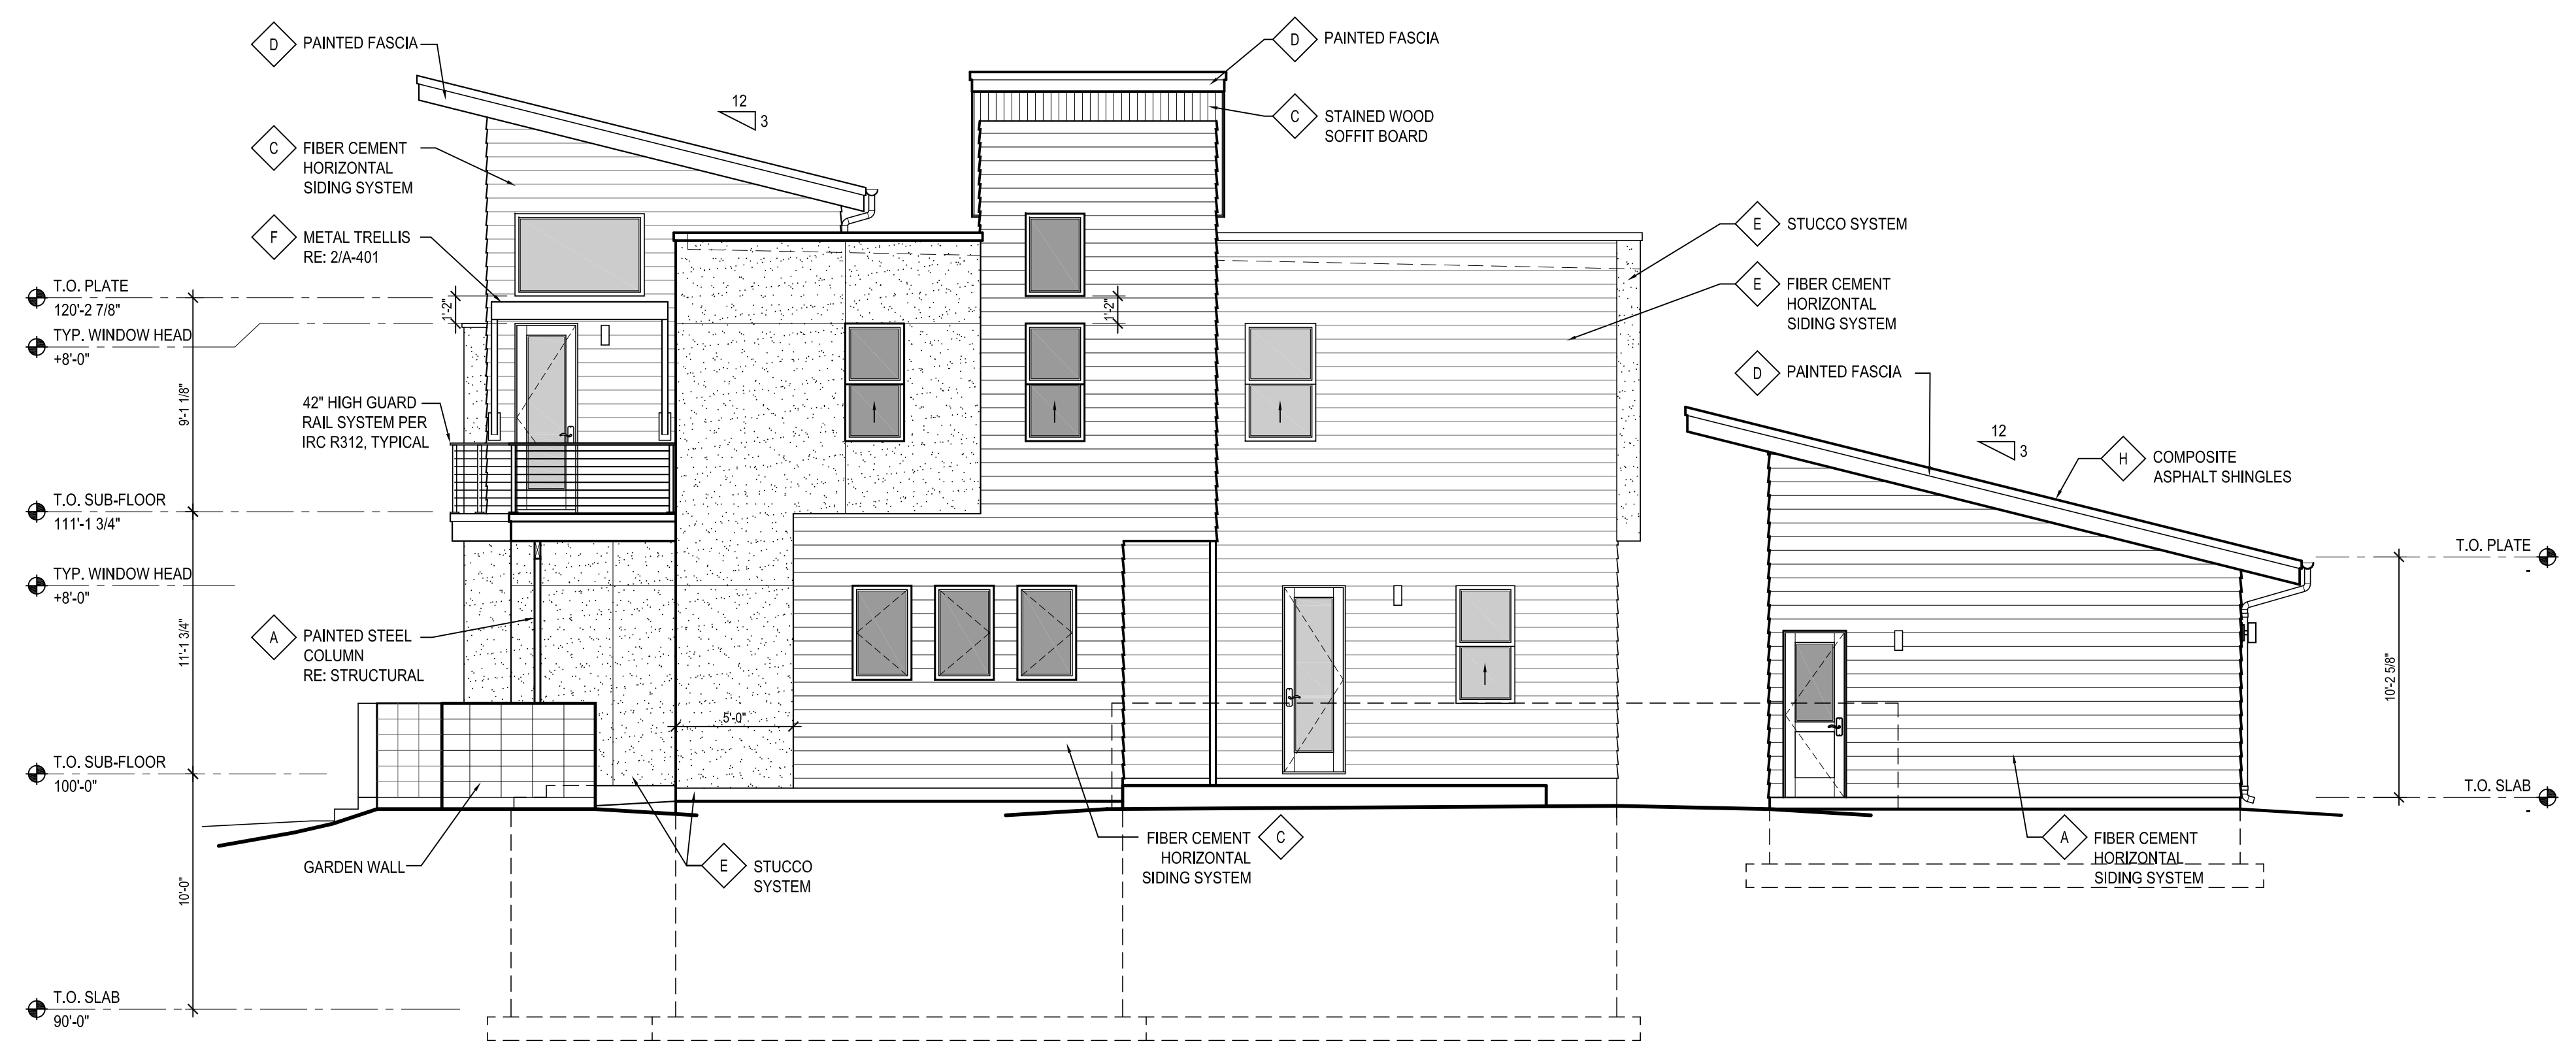 D
PAINTED FASCIA
12
3
C
FIBER CEMENT
HORIZONTAL
SIDING SYSTEM
F
METAL TRELLIS
RE: 2/A-401
T.O. PLATE
120'-2 7/8"
TYP. WINDOW HEAD
+8'-0"
1'-2"
9'-1 1/8"
42" HIGH GUARD
RAIL SYSTEM PER
IRC R312, TYPICAL
T.O. SUB-FLOOR
111'-1 3/4"
TYP. WINDOW HEAD
+8'-0"
11'-1 3/4"
A
PAINTED STEEL
COLUMN
RE: STRUCTURAL
T.O. SUB-FLOOR
100'-0"
GARDEN WALL
10'-0"
T.O. SLAB
90'-0"
5'-0"
E
STUCCO
SYSTEM
FIBER CEMENT
HORIZONTAL
SIDING SYSTEM
C
1'-2"
D
PAINTED FASCIA
C
STAINED WOOD
SOFFIT BOARD
E
STUCCO SYSTEM
E
FIBER CEMENT
HORIZONTAL
SIDING SYSTEM
D
PAINTED FASCIA
12
3
H
COMPOSITE
ASPHALT SHINGLES
T.O. PLATE
-
10'-2 5/8"
T.O. SLAB
-
A
FIBER CEMENT
HORIZONTAL
SIDING SYSTEM